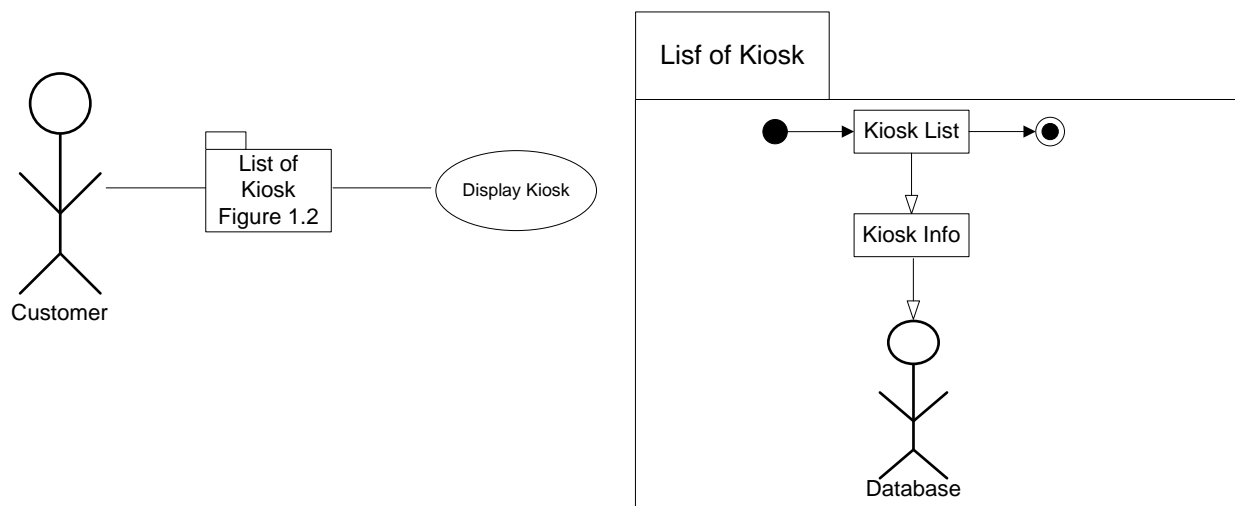 List of
Kiosk
Figure 1.2
Display Kiosk
Customer
Lisf of Kiosk
Kiosk List
Kiosk Info
Database